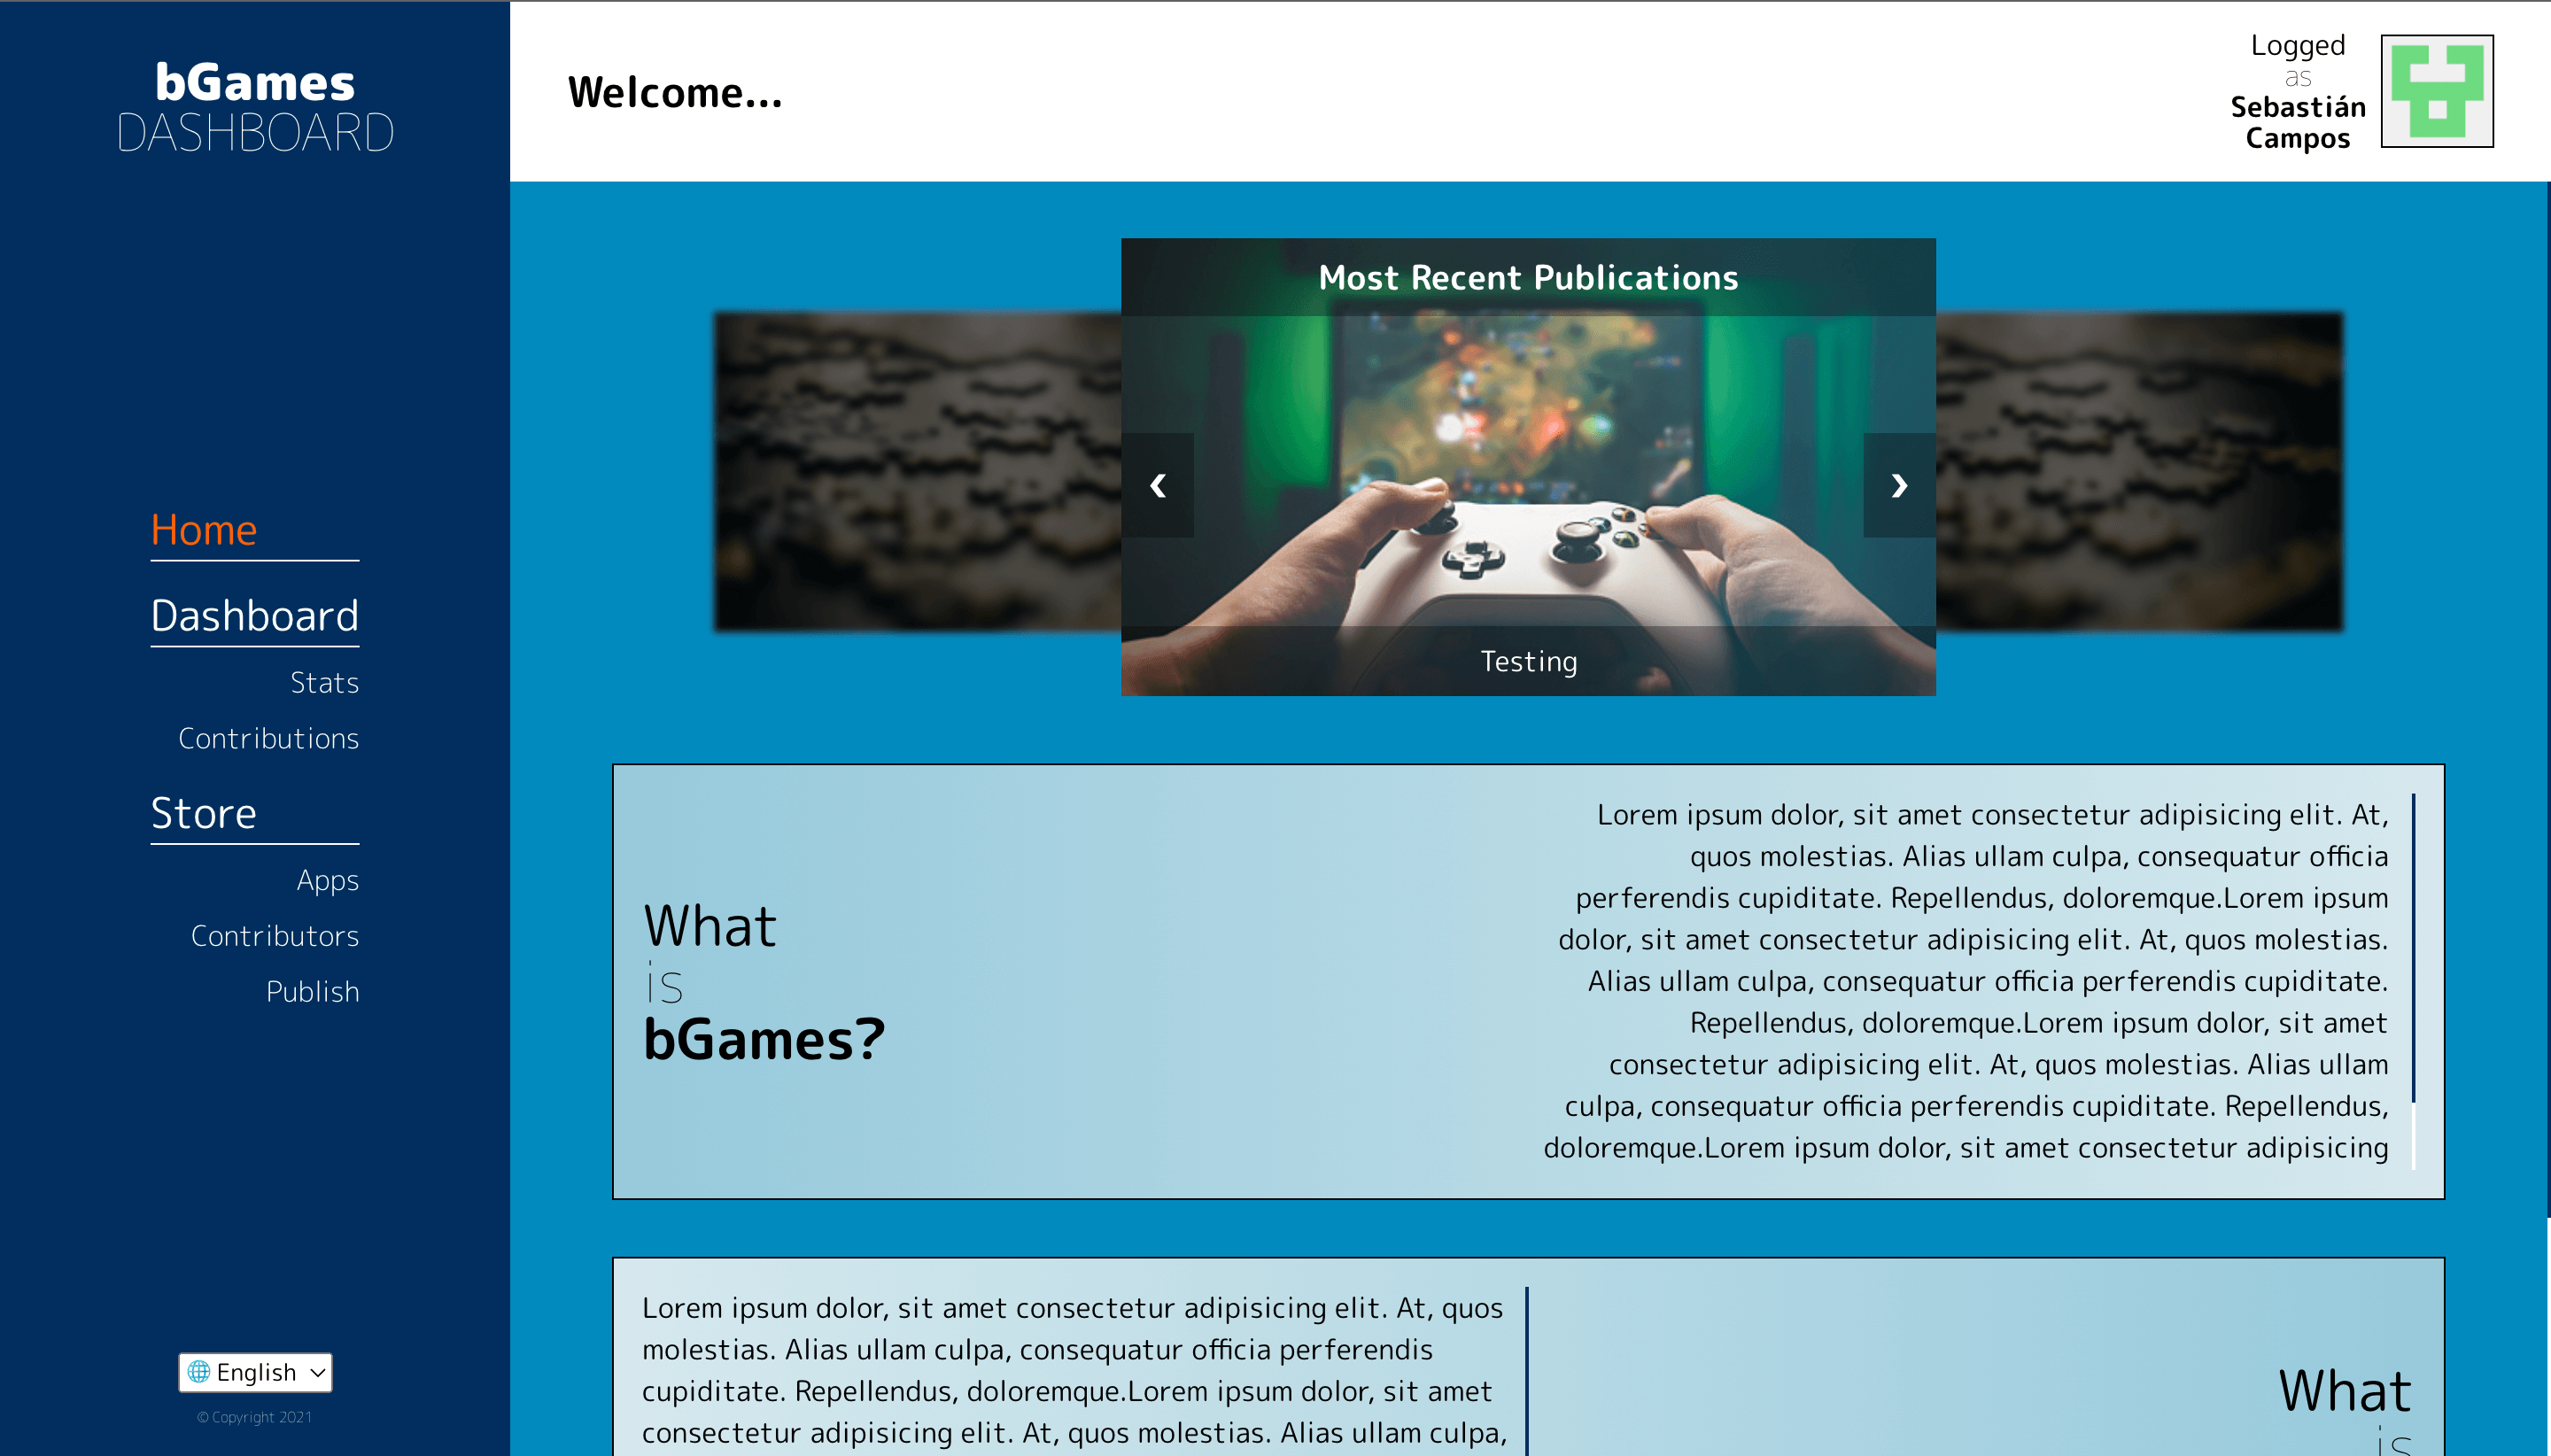 bGames
DASHBOARD
Home
Dashboard
Stats
Contributions
Store
Apps
Contributors
Publish
English
© Copyright 2021
Welcome...
Logged
as
Sebastián
Campos
Most Recent Publications
Testing
What
is
bGames?
Lorem ipsum dolor, sit amet consectetur adipisicing elit. At,
quos molestias. Alias ullam culpa, consequatur officia
perferendis cupiditate. Repellendus, doloremque.Lorem ipsum
dolor, sit amet consectetur adipisicing elit. At, quos molestias.
Alias ullam culpa, consequatur officia perferendis cupiditate.
Repellendus, doloremque.Lorem ipsum dolor, sit amet
consectetur adipisicing elit. At, quos molestias. Alias ullam
culpa, consequatur officia perferendis cupiditate. Repellendus,
doloremque.Lorem ipsum dolor, sit amet consectetur adipisicing
Lorem ipsum dolor, sit amet consectetur adipisicing elit. At, quos
molestias. Alias ullam culpa, consequatur officia perferendis
cupiditate. Repellendus, doloremque.Lorem ipsum dolor, sit amet
consectetur adipisicing elit. At, quos molestias. Alias ullam culpa,
What
is